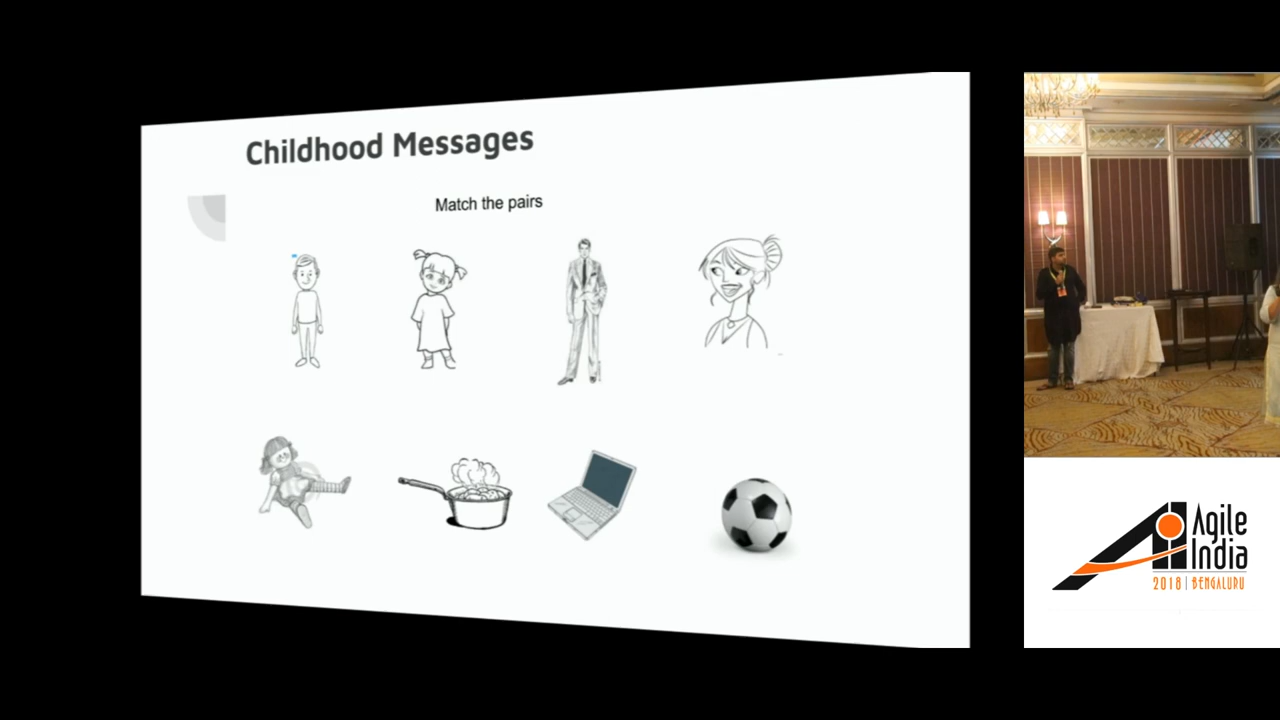 Childhood Messages
Match the pairs
Agile
India
2018 | BENGALURU